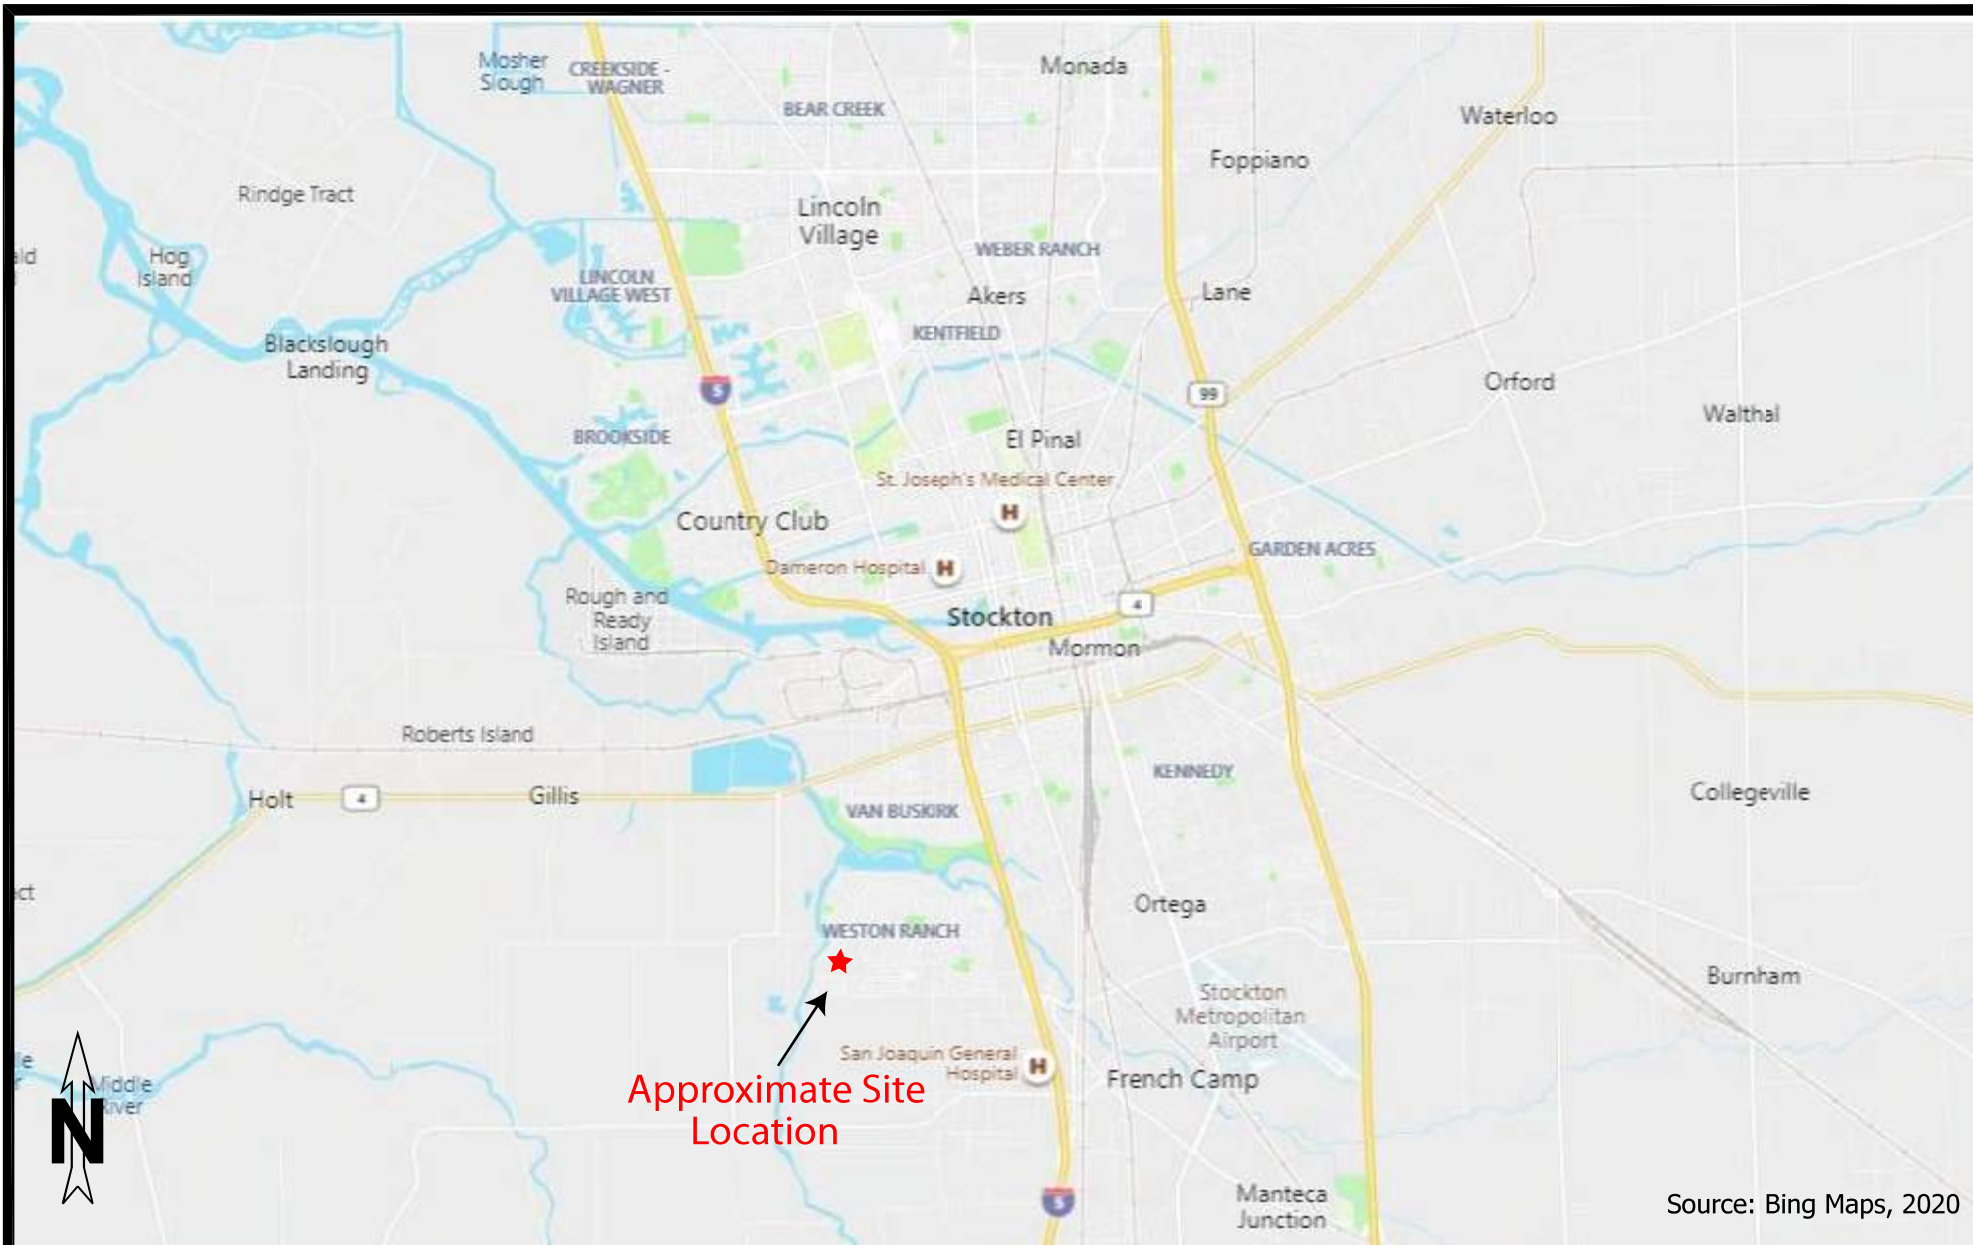 Mosher
Slough
CREEKSIDE -
WAGNER
Monada
BEAR CREEK
Waterloo
Foppiano
Rindge Tract
Lincoln
Village
WEBER RANCH
Hog
Island
LINCOLN
VILLAGE WEST
Akers
Lane
KENTFIELD
Blackslough
Landing
5
99
Orford
Walthal
BROOKSIDE
El Pinal
St. Joseph's Medical Center
H
Country Club
GARDEN ACRES
Dameron Hospital H
Rough and
Ready
Island
Stockton
4
Mormon
Roberts Island
KENNEDY
Holt
4
Gillis
VAN BUSKIRK
Collegeville
Ortega
WESTON RANCH
Burnham
Stockton
Metropolitan
Airport
San Joaquin General
Hospital
H
French Camp
Approximate Site
Location
Middle
River
N
5
Manteca
Junction
Source: Bing Maps, 2020